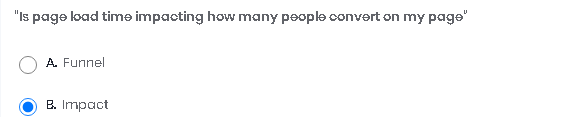 "Is page load time impacting how many people convert on my page"
A. Funnel
B. Impact